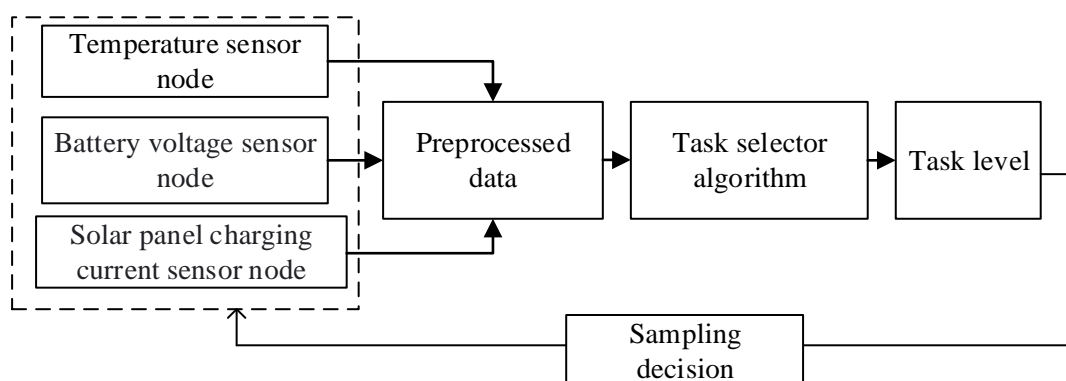 Temperature sensor
node
Battery voltage sensor
node
Solar panel charging
current sensor node
Preprocessed
data
Task selector
algorithm
Task level
Sampling
decision